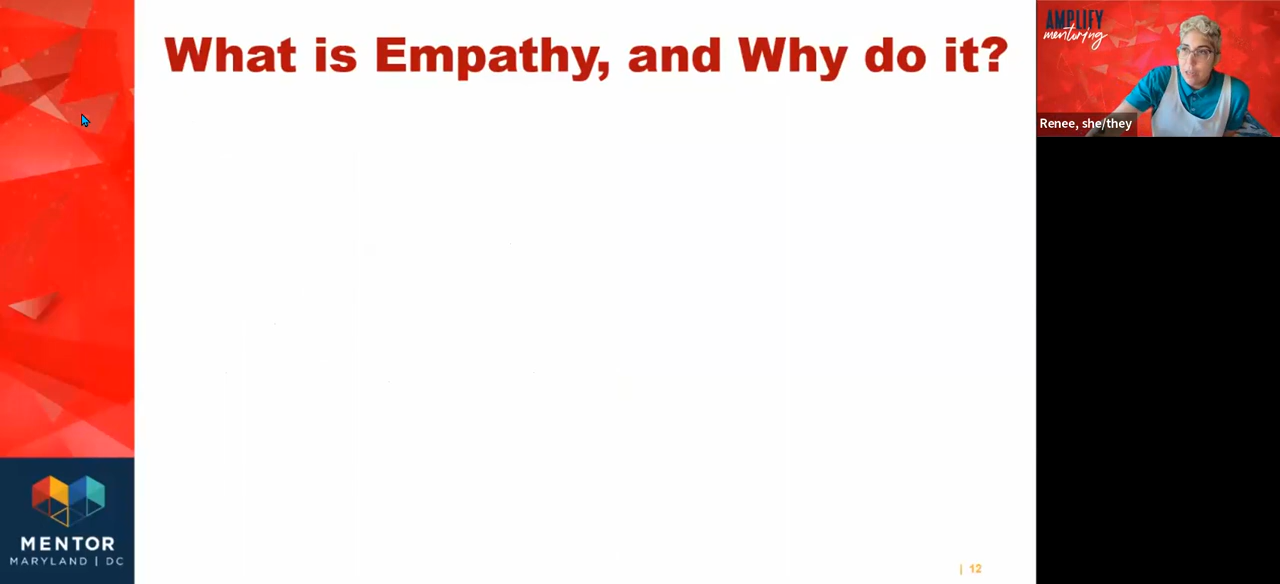 What is Empathy, and Why do it?
AMPLIFY
mentoring
Renee, she/they
MENTOR
MARYLAND | DC
| 12